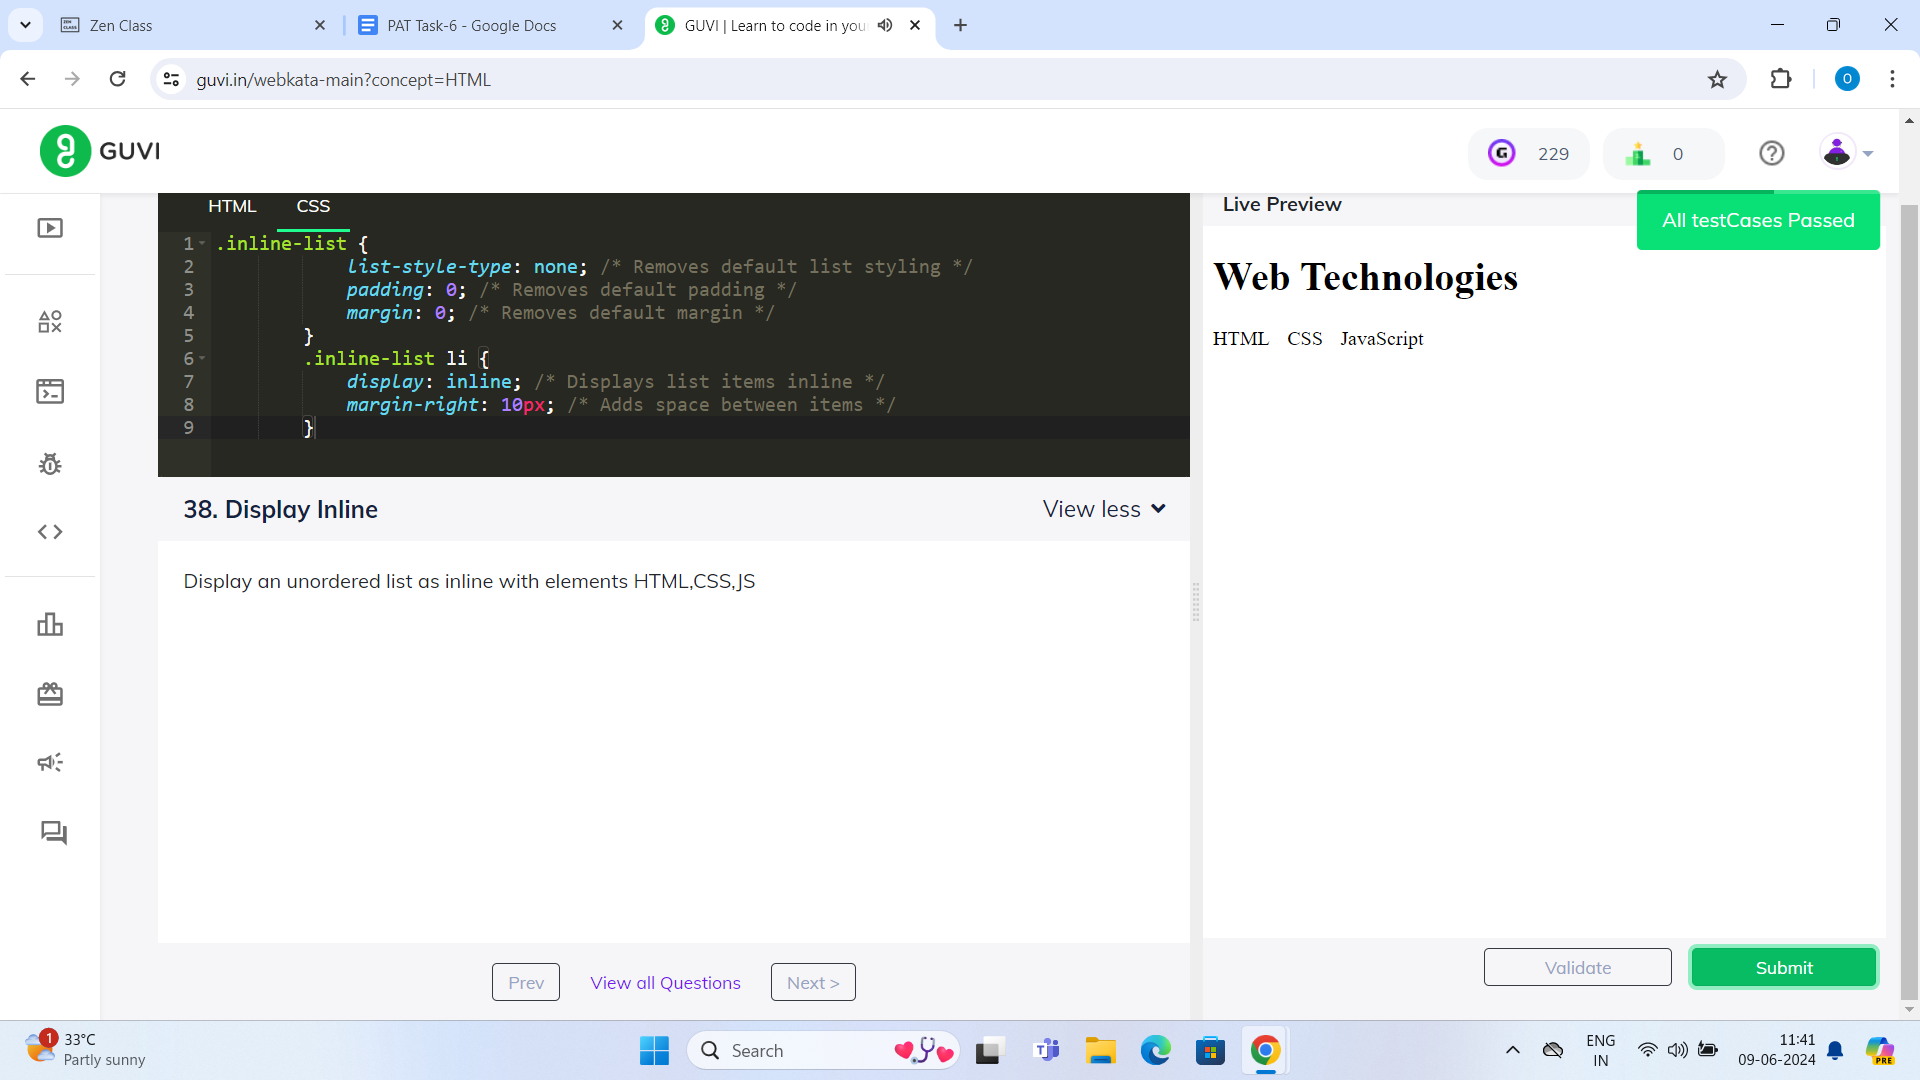 Zen Class
PAT Task-6 - Google Docs
GUVI | Learn to code in you
guvi.in/webkata-main?concept=HTML
O
GUVI
G
229
0
HTML
CSS
Live Preview
All testCases Passed
1 .inline-list {
2 list-style-type: none; /* Removes default list styling */
3 padding: 0; /* Removes default padding */
4 margin: 0; /* Removes default margin */
5 }
6 .inline-list li {
7 display: inline; /* Displays list items inline */
8 margin-right: 10px; /* Adds space between items */
9 }
Web Technologies
HTML CSS JavaScript
38. Display Inline
View less
Display an unordered list as inline with elements HTML,CSS,JS
Prev
View all Questions
Next >
Validate
Submit
1
33°C
Partly sunny
Search
ENG
IN
11:41
09-06-2024
PRE